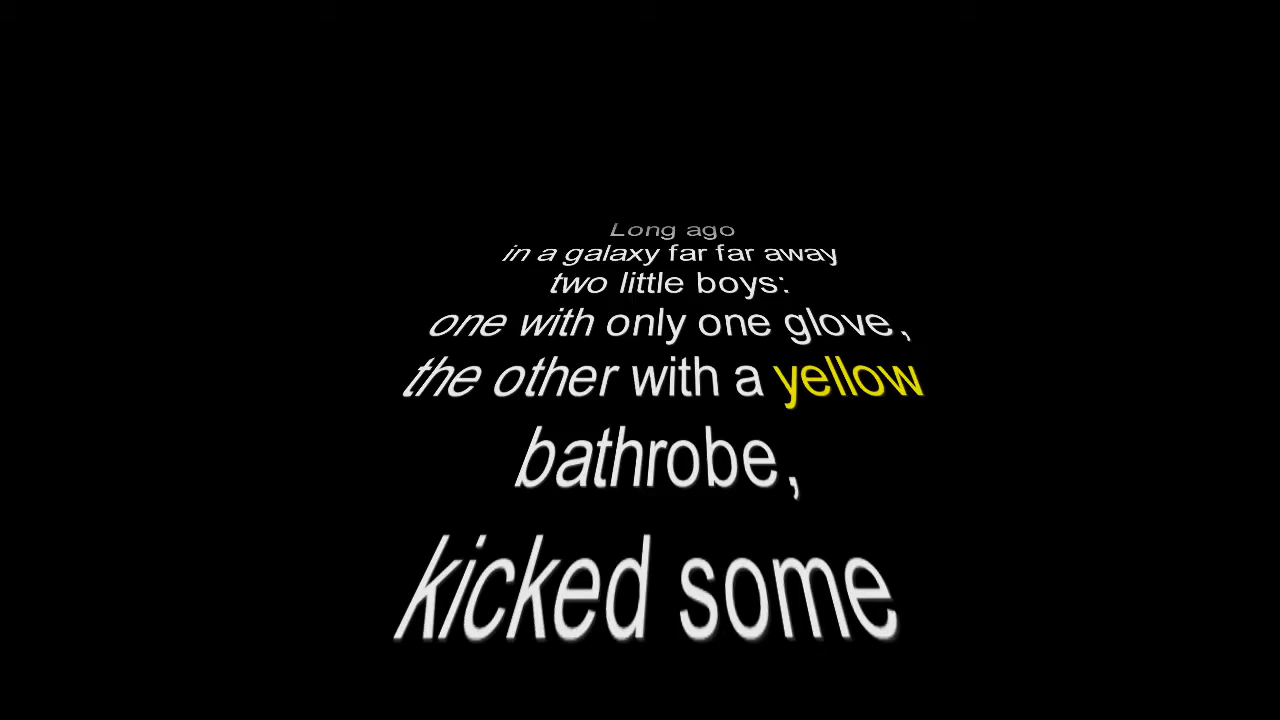 Long ago
in a galaxy far far away
two little boys:
one with only one glove,
the other with a yellow
bathrobe,
kicked some